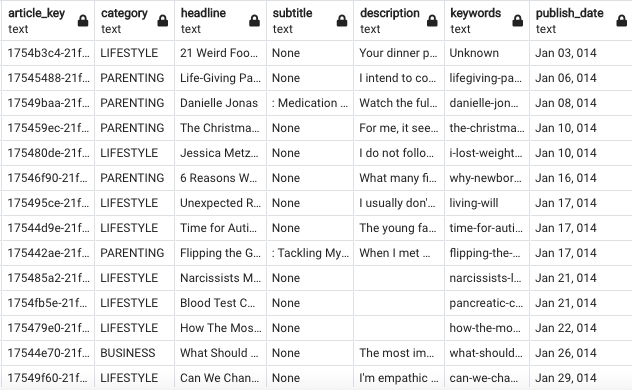 article_key category headline subtitle description keywords publish_date
text text text text text text text
1754b3c4-21f... LIFESTYLE 21 Weird Foo... None Your dinner p... Unknown Jan 03, 014
17545488-21f... PARENTING Life-Giving Pa... None I intend to co... lifegiving-pa... Jan 06, 014
17549baa-21f... PARENTING Danielle Jonas : Medication ... Watch the ful... danielle-jon... Jan 08, 014
175459ec-21f... PARENTING The Christma... None For me, it see... the-christma... Jan 10, 014
175480de-21f... LIFESTYLE Jessica Metz... None I do not follo... i-lost-weight... Jan 10, 014
17546f90-21f... PARENTING 6 Reasons W... None What many fi... why-newbor... Jan 16, 014
175495ce-21f... LIFESTYLE Unexpected R... None I usually don'... living-will Jan 17, 014
17544d9e-21f... LIFESTYLE Time for Auti... None The young fa... time-for-auti... Jan 17, 014
175442ae-21f... PARENTING Flipping the G... : Tackling My... When I met ... flipping-the-... Jan 17, 014
175485a2-21f... LIFESTYLE Narcissists M... None narcissists-l... Jan 21, 014
1754fb5e-21f... LIFESTYLE Blood Test C... None pancreatic-c... Jan 21, 014
175479e0-21f... LIFESTYLE How The Mos... None how-the-mo... Jan 22, 014
17544e70-21f... BUSINESS What Should ... None The most im... what-should... Jan 26, 014
17549f60-21f... LIFESTYLE Can We Chan... None I'm empathic ... can-we-cha... Jan 29, 014